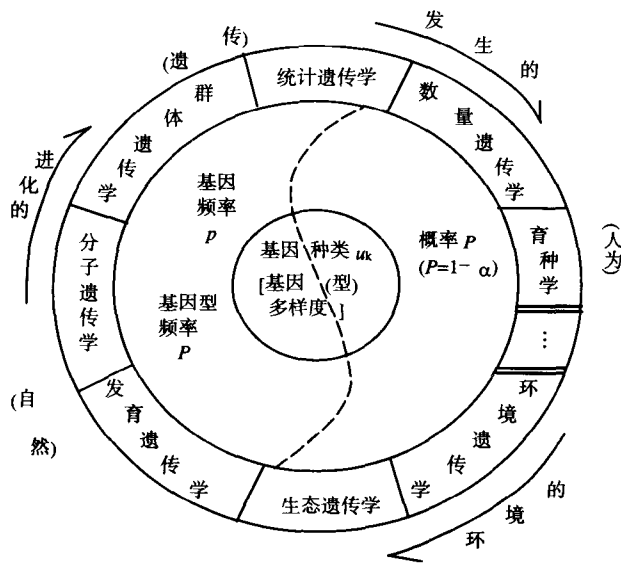 (遗传)
发生的
统计遗传学
数量遗传学
育种学
(人为)
…
环境遗传学
环境的
生态遗传学
发育遗传学
(自然)
分子遗传学
进化的
群体遗传学
基因
频率
p
基因型
频率
P
基因 种类 uk
[基因 (型)
多样度 ]
概率 P
(P=1- α)